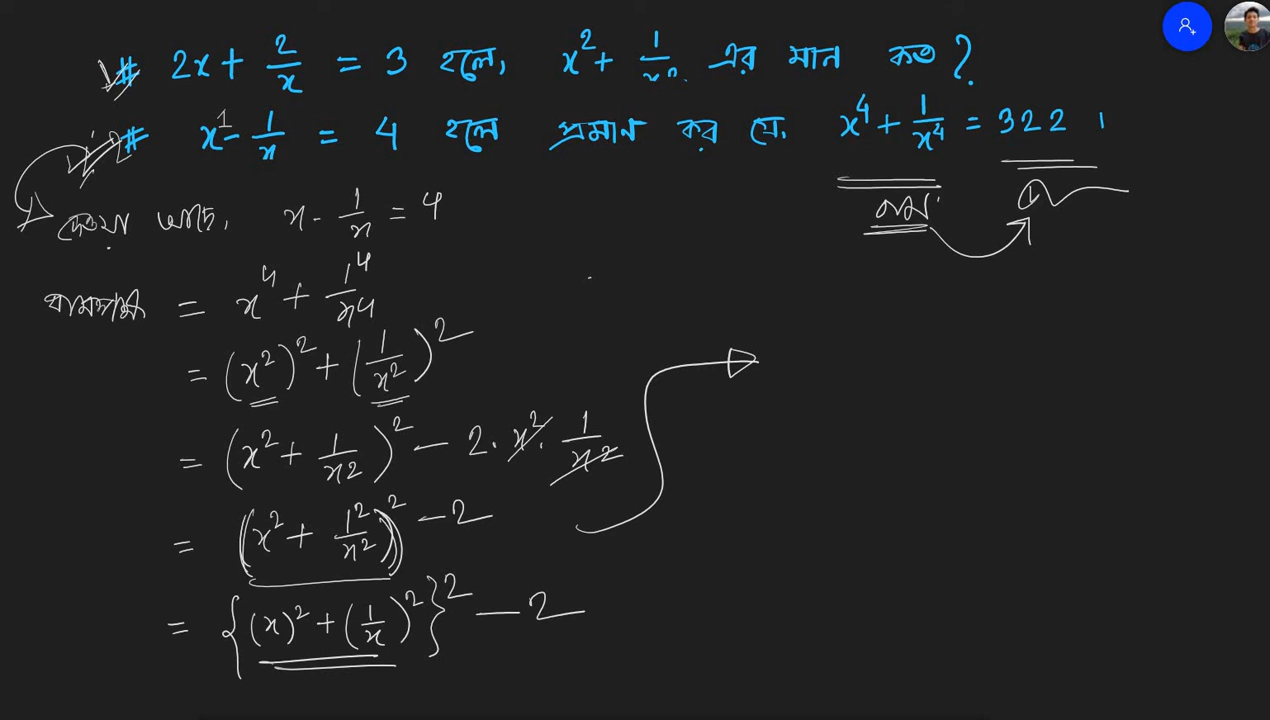 # 2x + 2/x = 3 হলে, x² + 1/xⁿ এর মান কত?
# x¹ - 1/x = 4 হলে প্রমান কর যে, x⁴ + 1/x⁴ = 322 ।
দেওয়া আছে, x - 1/x = 4
বামপক্ষ = x⁴ + 1⁴/x⁴
= (x²)² + (1/x²)²
= (x² + 1/x²)² - 2 · x² · 1/x²
= (x² + 1²/x²)² - 2
= {(x)² + (1/x)²}² - 2